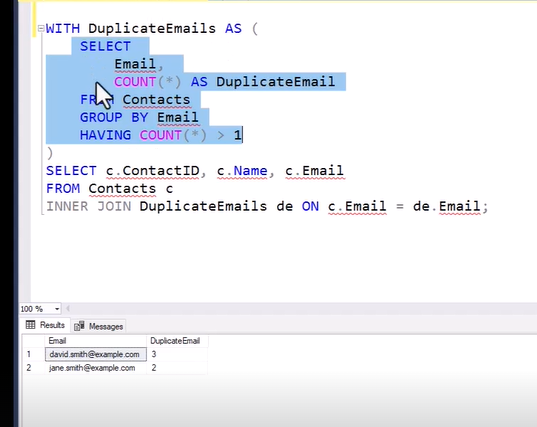 WITH DuplicateEmails AS (
SELECT
Email,
COUNT(*) AS DuplicateEmail
FROM Contacts
GROUP BY Email
HAVING COUNT(*) > 1
)
SELECT c.ContactID, c.Name, c.Email
FROM Contacts c
INNER JOIN DuplicateEmails de ON c.Email = de.Email;
100 %
Results Messages
Email DuplicateEmail
1 david.smith@example.com 3
2 jane.smith@example.com 2